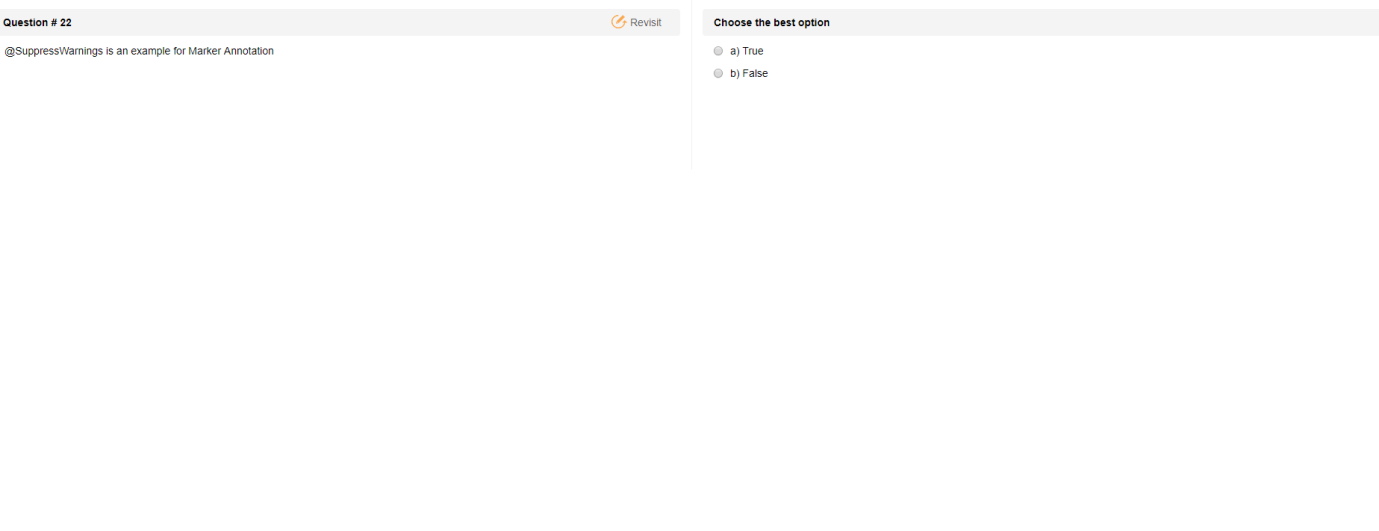 Question # 22
Revisit
@SuppressWarnings is an example for Marker Annotation
Choose the best option
a) True
b) False